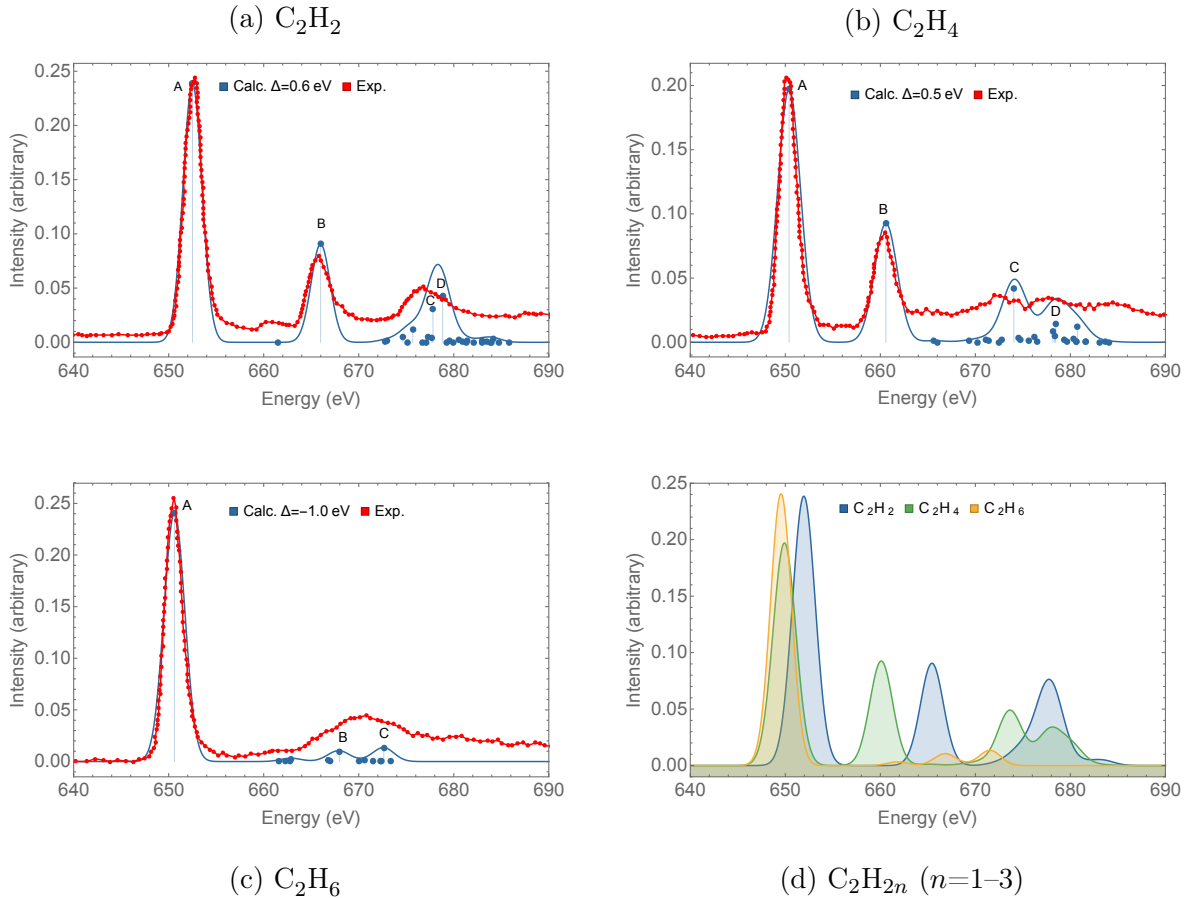 (a) C₂H₂
Intensity (arbitrary)
0.25
0.20
0.15
0.10
0.05
0.00
A
B
C
D
Calc. Δ=0.6 eV
Exp.
640 650 660 670 680 690
Energy (eV)
(b) C₂H₄
Intensity (arbitrary)
0.20
0.15
0.10
0.05
0.00
A
B
C
D
Calc. Δ=0.5 eV
Exp.
640 650 660 670 680 690
Energy (eV)
Intensity (arbitrary)
0.25
0.20
0.15
0.10
0.05
0.00
A
B
C
Calc. Δ=−1.0 eV
Exp.
640 650 660 670 680 690
Energy (eV)
(c) C₂H₆
Intensity (arbitrary)
0.25
0.20
0.15
0.10
0.05
0.00
C₂H₂ C₂H₄ C₂H₆
640 650 660 670 680 690
Energy (eV)
(d) C₂H₂ₙ (n=1–3)